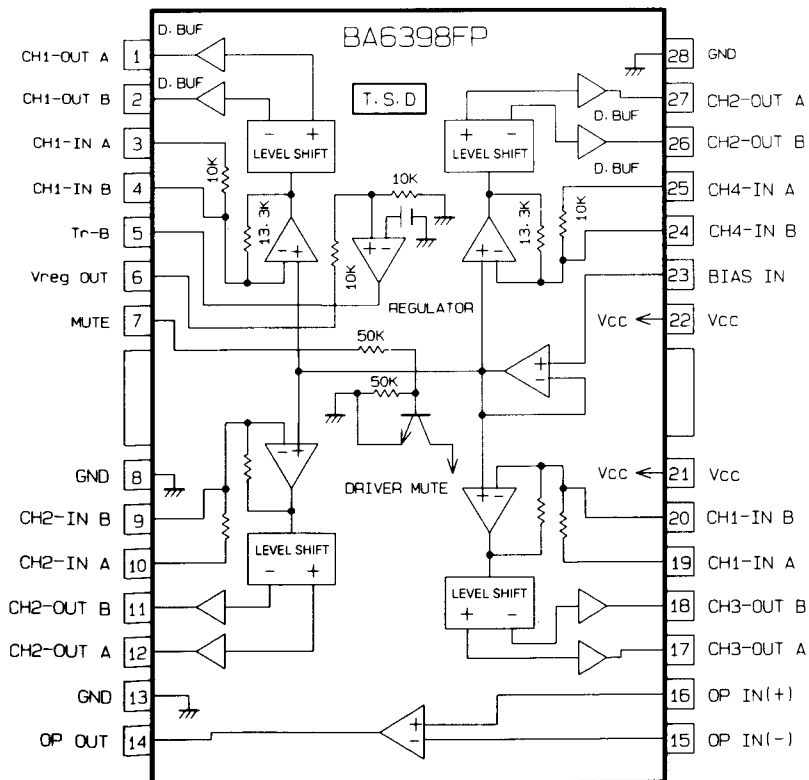 BA6398FP
D. BUF
CH1-OUT A 1
D. BUF
CH1-OUT B 2
CH1-IN A 3
CH1-IN B 4
Tr-B 5
Vreg OUT 6
MUTE 7
GND 8
CH2-IN B 9
CH2-IN A 10
CH2-OUT B 11
CH2-OUT A 12
GND 13
OP OUT 14
T.S.D
- +
LEVEL SHIFT
10K
13.3K
- +
10K
10K
+ -
REGULATOR
50K
50K
DRIVER MUTE
- +
LEVEL SHIFT
- +
+ -
LEVEL SHIFT
D. BUF
D. BUF
13.3K
10K
+ -
+
-
Vcc
Vcc
+ -
LEVEL SHIFT
+ -
+
-
28 GND
27 CH2-OUT A
26 CH2-OUT B
25 CH4-IN A
24 CH4-IN B
23 BIAS IN
22 Vcc
21 Vcc
20 CH1-IN B
19 CH1-IN A
18 CH3-OUT B
17 CH3-OUT A
16 OP IN(+)
15 OP IN(-)